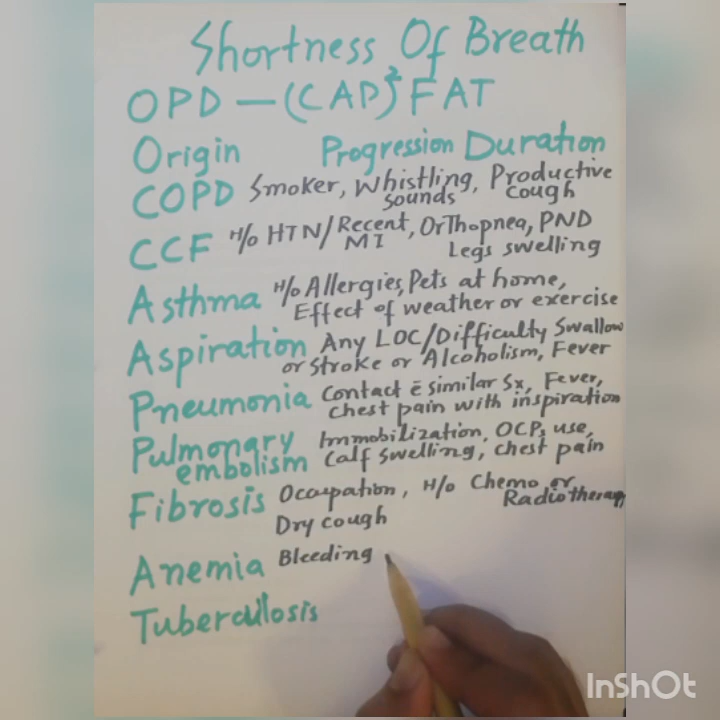 Shortness Of Breath
OPD — (CAP)² FAT
Origin Progression Duration
COPD Smoker, Whistling sounds, Productive cough
CCF H/o HTN/Recent MI, Orthopnea, PND
Legs swelling
Asthma H/o Allergies, Pets at home,
Effect of weather or exercise
Aspiration Any LOC/Difficulty Swallow
or Stroke or Alcoholism, Fever
Pneumonia Contact c̄ similar Sx, Fever,
chest pain with inspiration
Pulmonary embolism Immobilization, OCPs use,
Calf swelling, chest pain
Fibrosis Occupation, H/o Chemo or Radiotherapy
Dry cough
Anemia Bleeding
Tuberculosis
InShOt